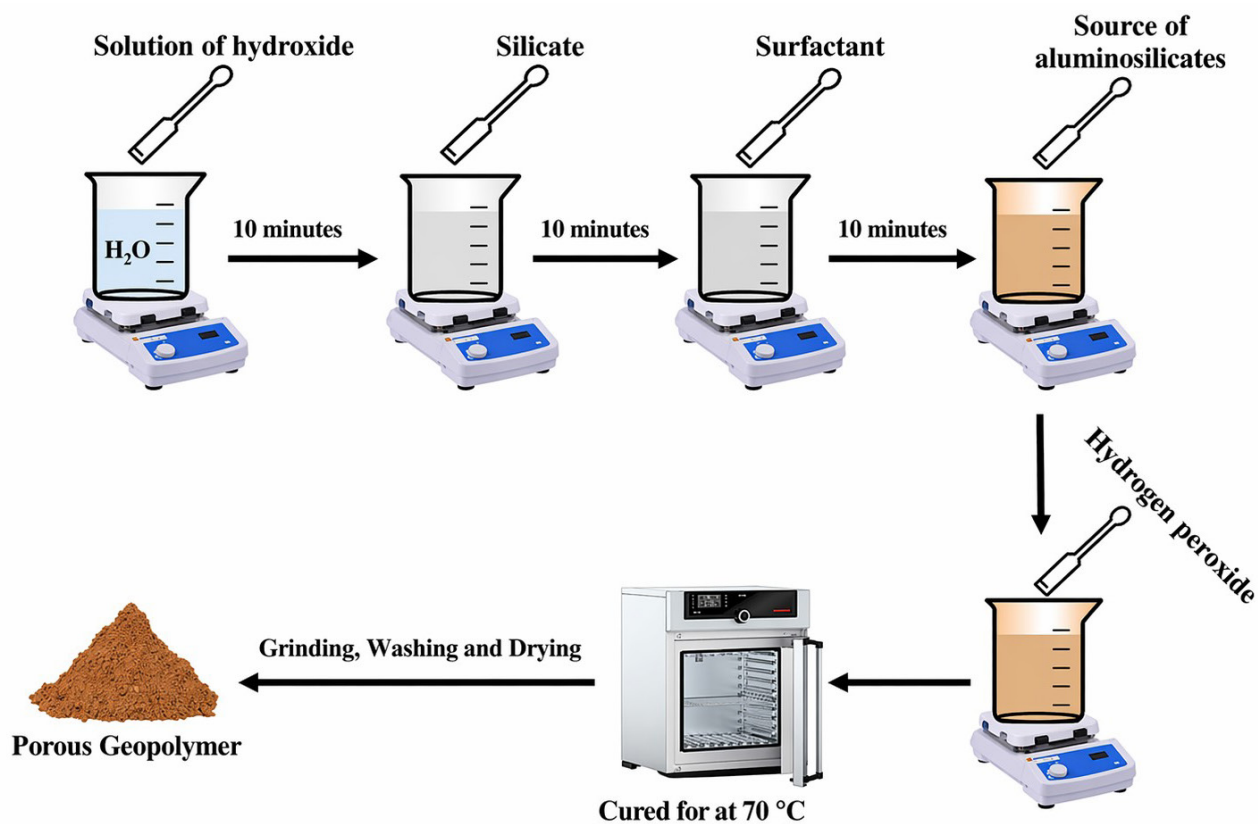 Solution of hydroxide
Silicate
Surfactant
Source of
aluminosilicates
H₂O
10 minutes
10 minutes
10 minutes
Hydrogen peroxide
Grinding, Washing and Drying
Porous Geopolymer
Cured for at 70 °C